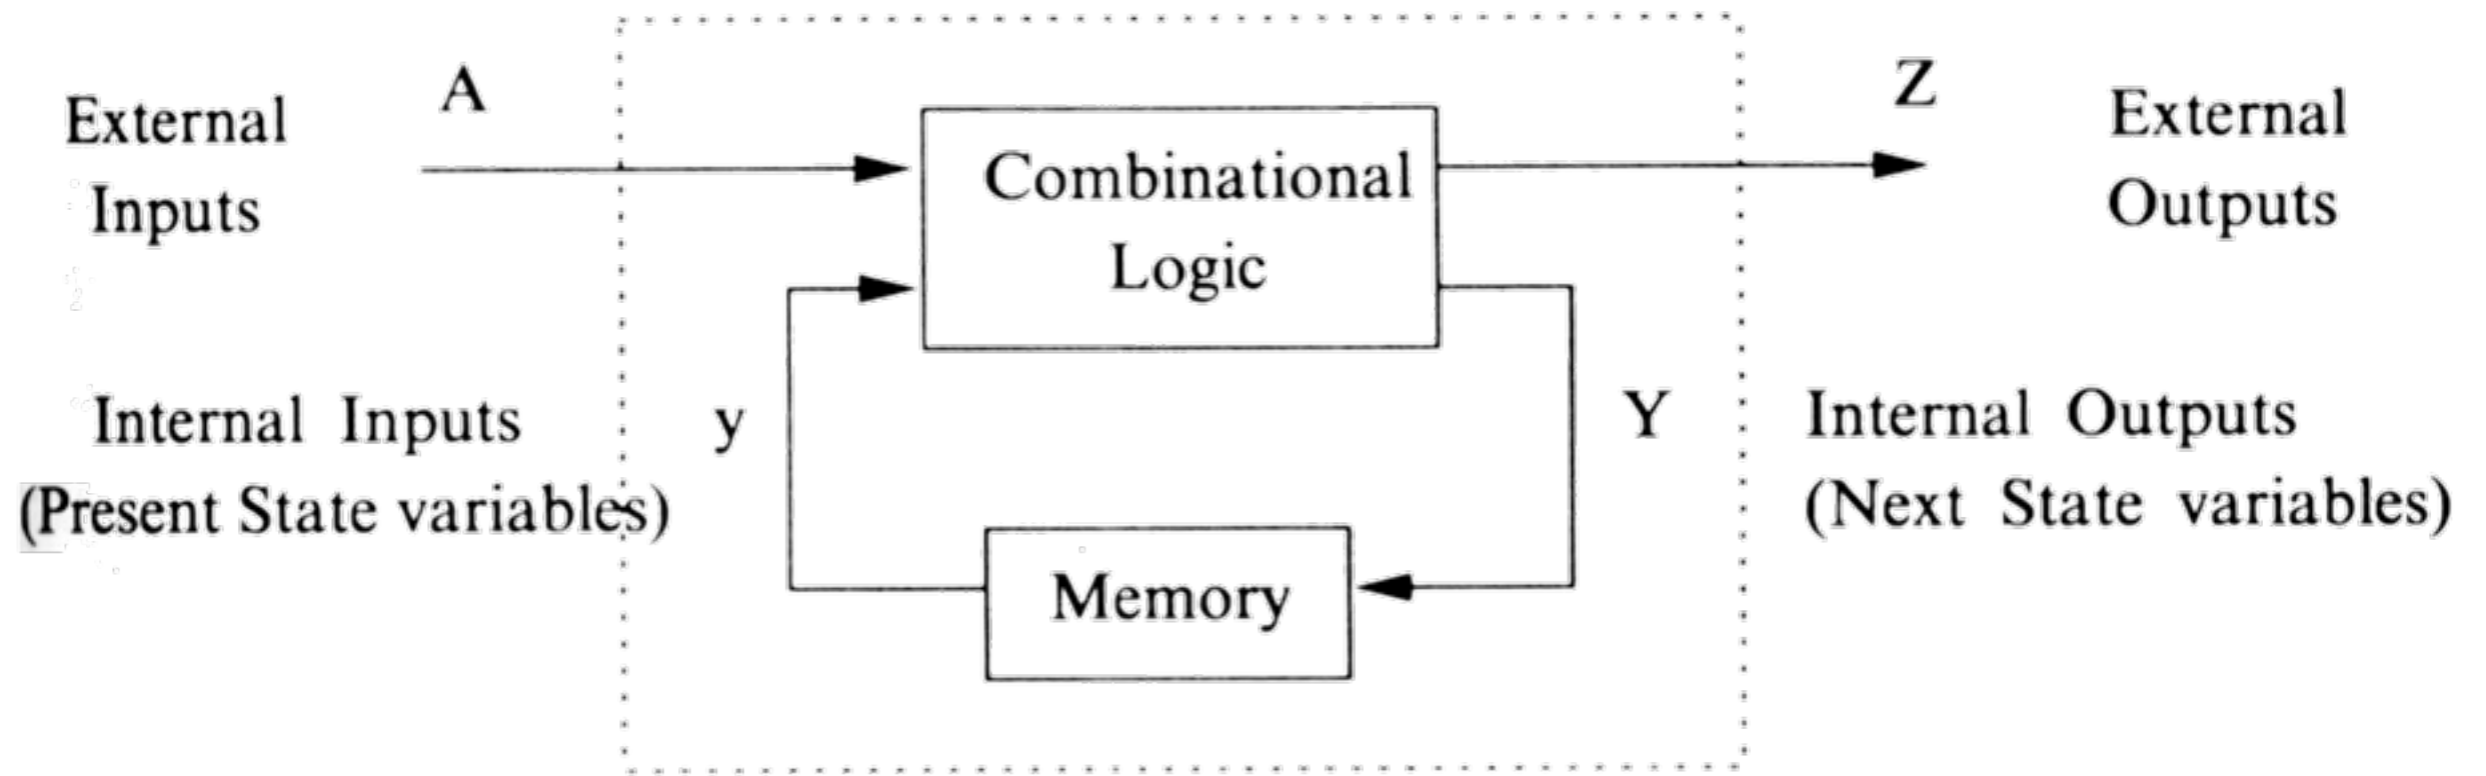 External
Inputs
A
Combinational
Logic
Z
External
Outputs
Internal Inputs
(Present State variables)
y
Y
Internal Outputs
(Next State variables)
Memory